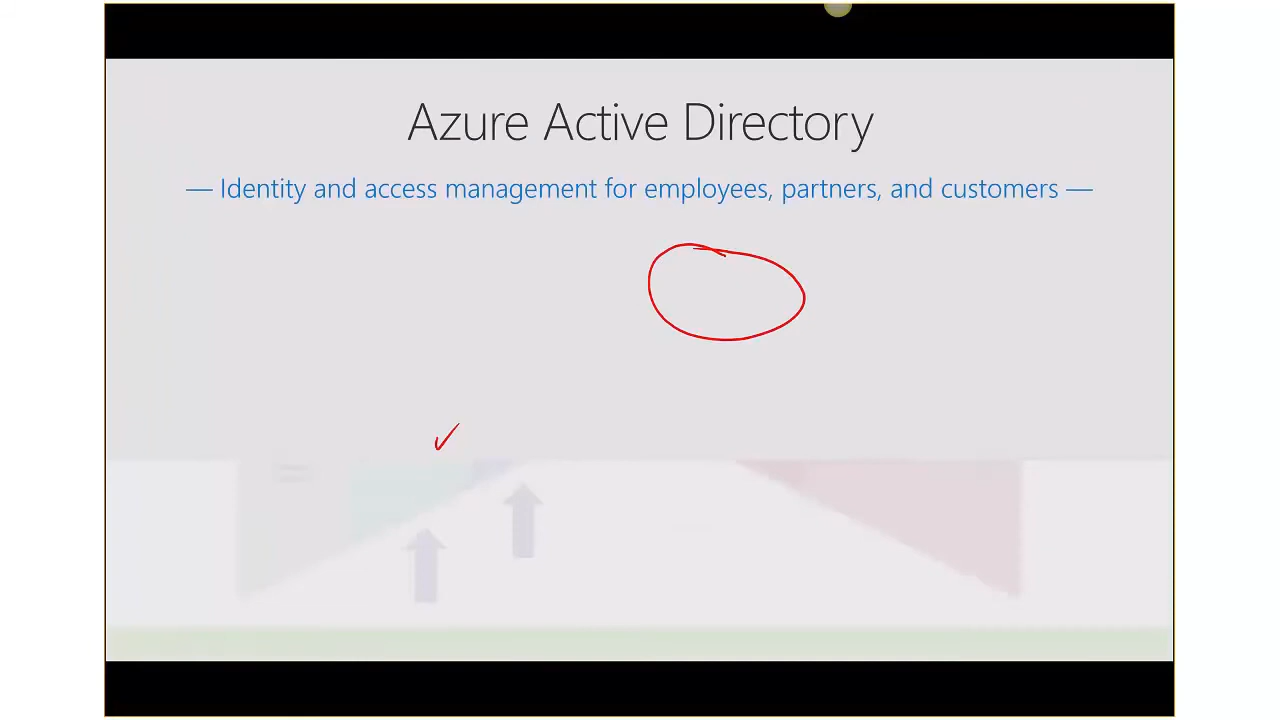 Azure Active Directory
— Identity and access management for employees, partners, and customers —